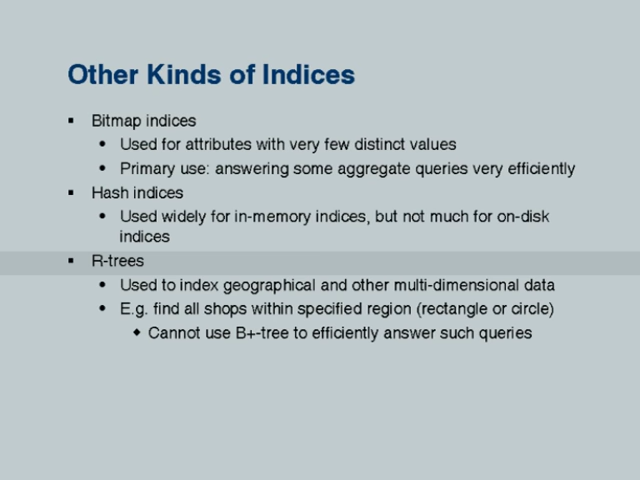 Other Kinds of Indices
▪ Bitmap indices
• Used for attributes with very few distinct values
• Primary use: answering some aggregate queries very efficiently
▪ Hash indices
• Used widely for in-memory indices, but not much for on-disk
indices
▪ R-trees
• Used to index geographical and other multi-dimensional data
• E.g. find all shops within specified region (rectangle or circle)
◆ Cannot use B+-tree to efficiently answer such queries